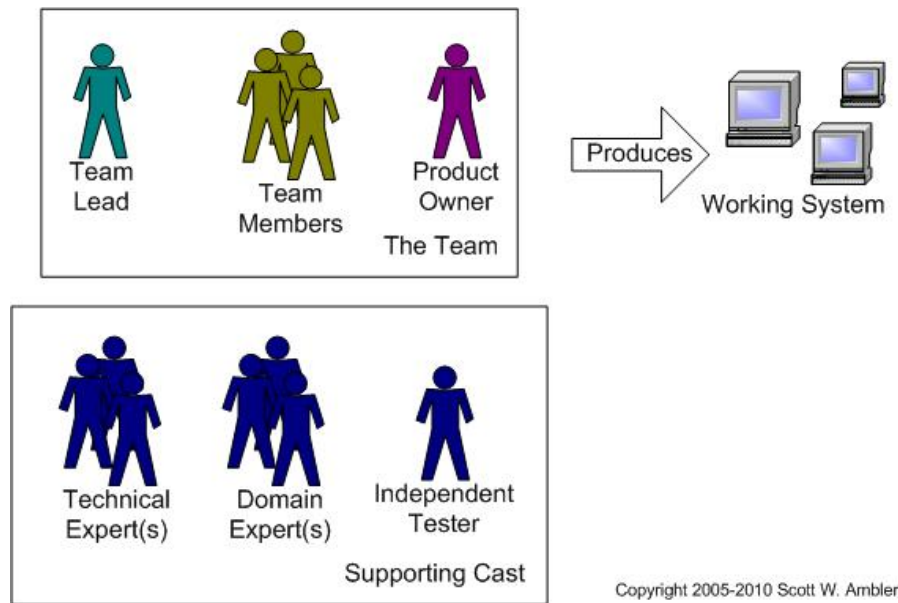 Team
Lead
Team
Members
Product
Owner
The Team
Produces
Working System
Technical
Expert(s)
Domain
Expert(s)
Independent
Tester
Supporting Cast
Copyright 2005-2010 Scott W. Ambler